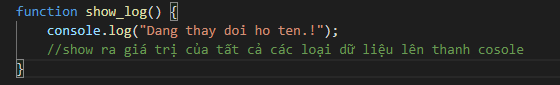 function show_log() {
console.log("Dang thay doi ho ten.!");
//show ra giá trị của tất cả các loại dữ liệu lên thanh cosole
}